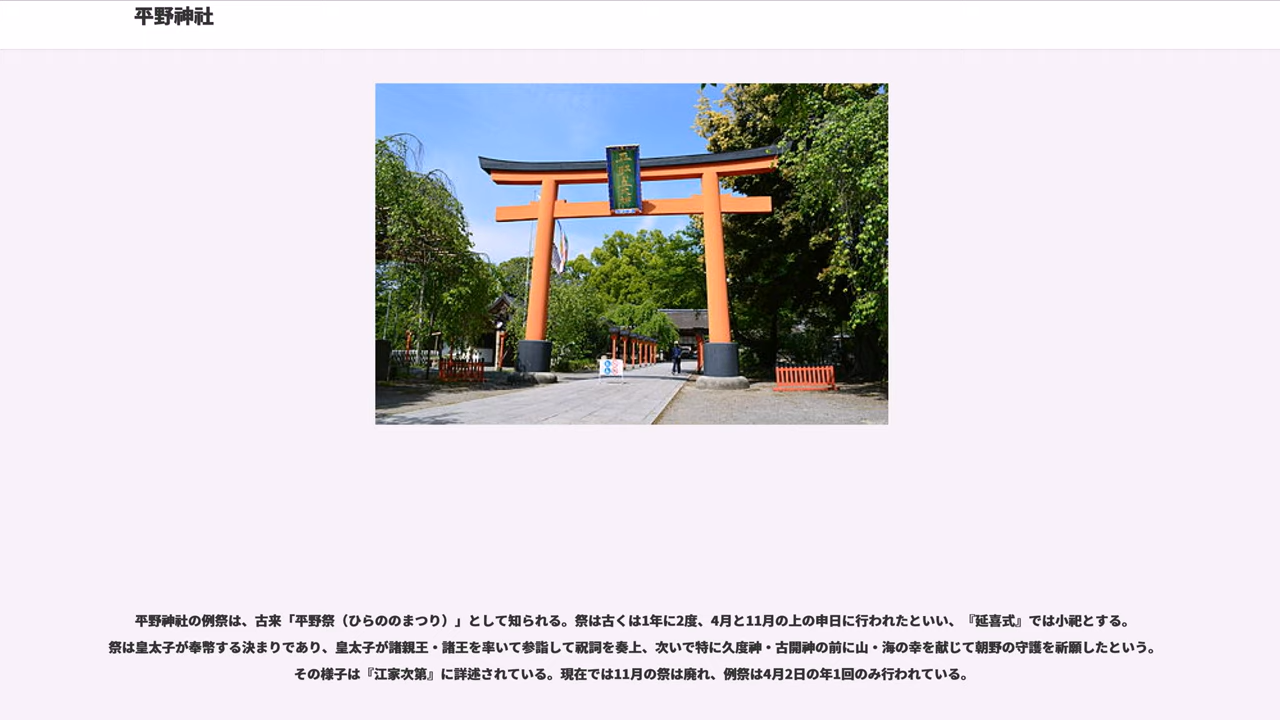 平野神社
平野神社の例祭は、古来「平野祭（ひらののまつり）」として知られる。祭は古くは1年に2度、4月と11月の上の申日に行われたといい、『延喜式』では小祀とする。
祭は皇太子が奉幣する決まりであり、皇太子が諸親王・諸王を率いて参詣して祝詞を奏上、次いで特に久度神・古開神の前に山・海の幸を献じて朝野の守護を祈願したという。
その様子は『江家次第』に詳述されている。現在では11月の祭は廃れ、例祭は4月2日の年1回のみ行われている。